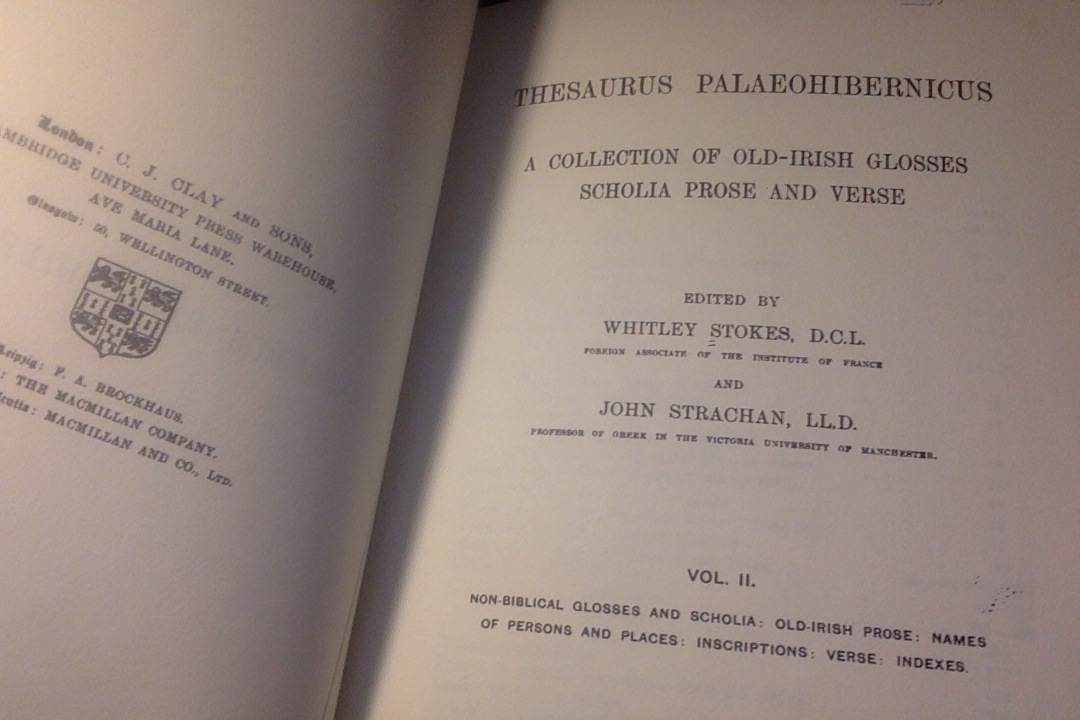 London: C. J. CLAY AND SONS,
CAMBRIDGE UNIVERSITY PRESS WAREHOUSE,
AVE MARIA LANE.
Glasgow: 50, WELLINGTON STREET.
Leipzig: F. A. BROCKHAUS.
: THE MACMILLAN COMPANY.
MACMILLAN AND CO., LTD.
THESAURUS PALAEOHIBERNICUS
A COLLECTION OF OLD-IRISH GLOSSES
SCHOLIA PROSE AND VERSE
EDITED BY
WHITLEY STOKES, D.C.L.
FOREIGN ASSOCIATE OF THE INSTITUTE OF FRANCE
AND
JOHN STRACHAN, LL.D.
PROFESSOR OF GREEK IN THE VICTORIA UNIVERSITY OF MANCHESTER.
VOL. II.
NON-BIBLICAL GLOSSES AND SCHOLIA: OLD-IRISH PROSE: NAMES
OF PERSONS AND PLACES: INSCRIPTIONS: VERSE: INDEXES.